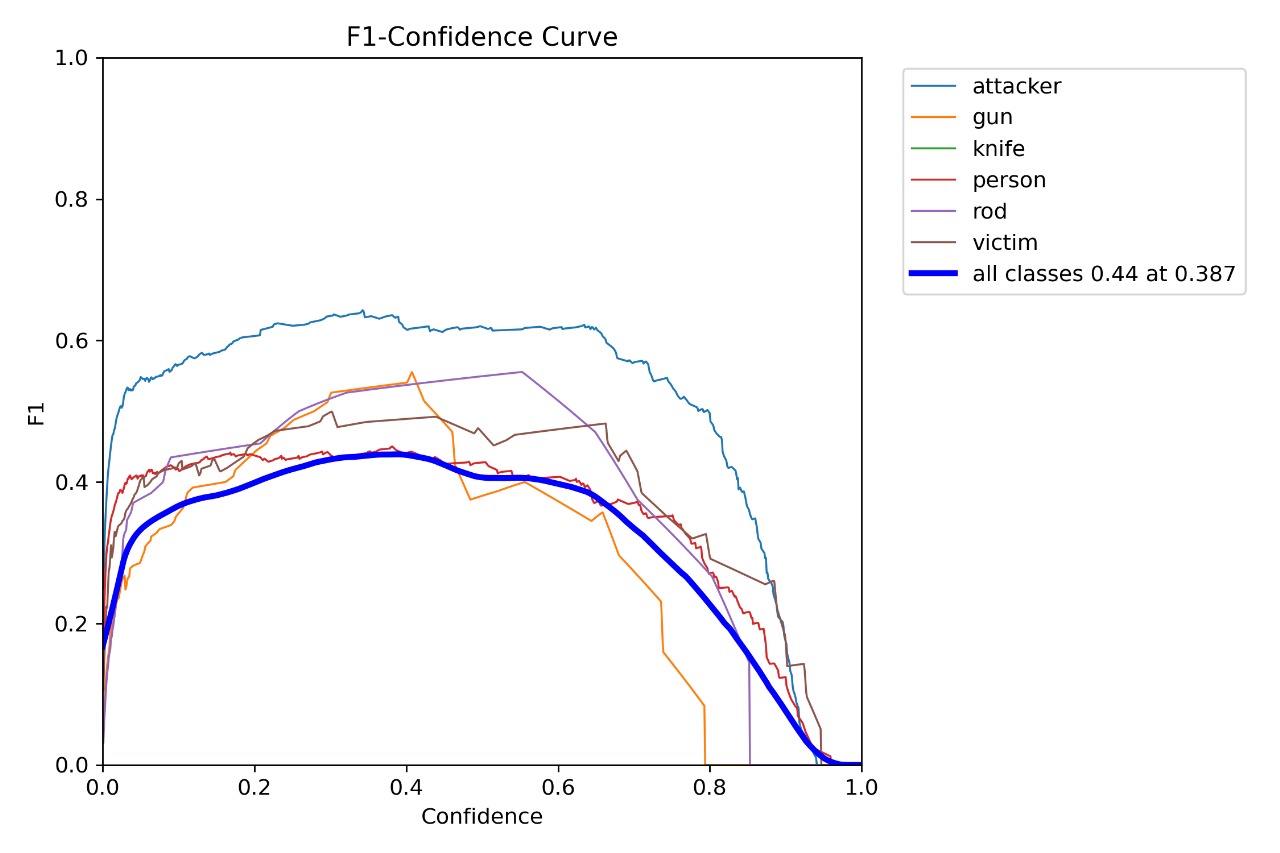 F1-Confidence Curve
1.0
0.8
0.6
0.4
0.2
0.0
F1
0.0 0.2 0.4 0.6 0.8 1.0
Confidence
attacker
gun
knife
person
rod
victim
all classes 0.44 at 0.387